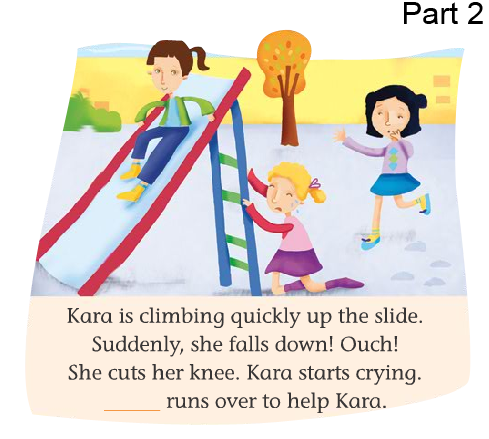 Part 2
Kara is climbing quickly up the slide.
Suddenly, she falls down! Ouch!
She cuts her knee. Kara starts crying.
______ runs over to help Kara.